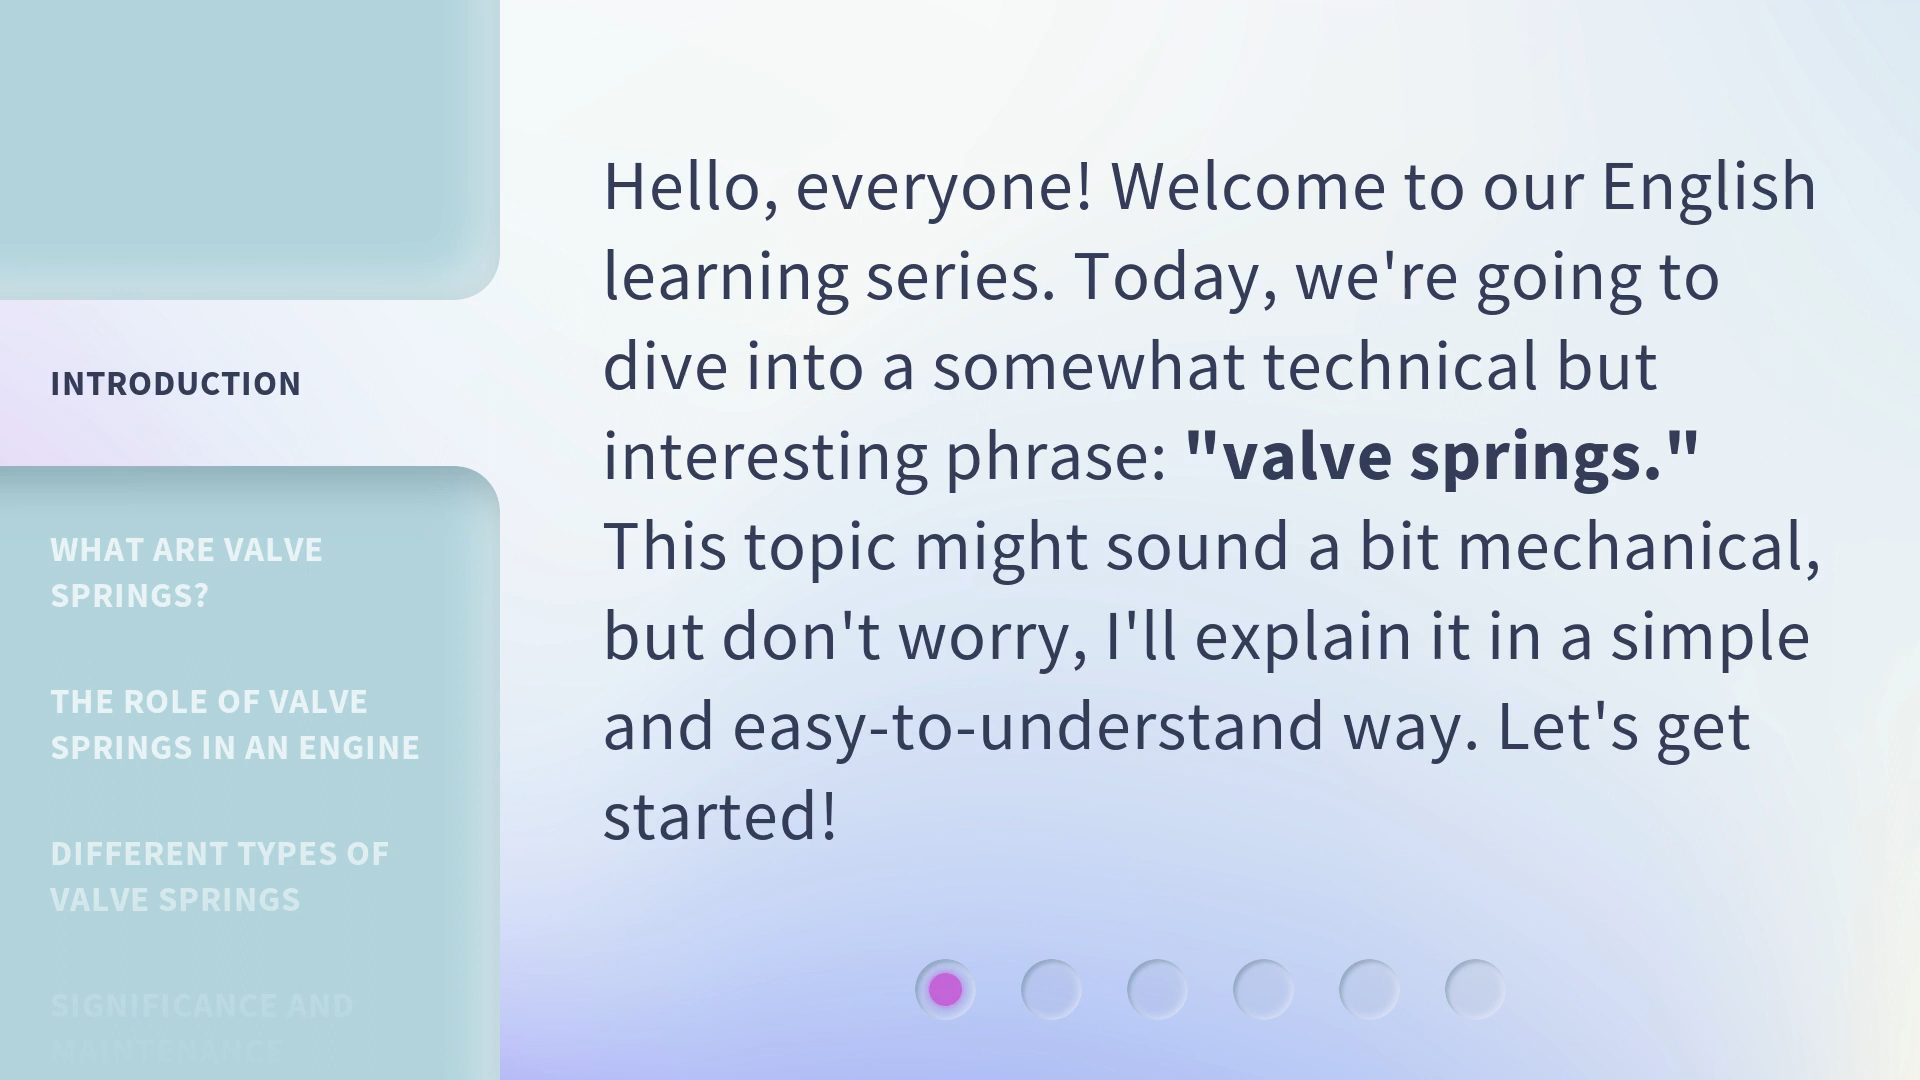 INTRODUCTION
WHAT ARE VALVE
SPRINGS?
THE ROLE OF VALVE
SPRINGS IN AN ENGINE
DIFFERENT TYPES OF
VALVE SPRINGS
SIGNIFICANCE AND
MAINTENANCE
Hello, everyone! Welcome to our English
learning series. Today, we're going to
dive into a somewhat technical but
interesting phrase: "valve springs."
This topic might sound a bit mechanical,
but don't worry, I'll explain it in a simple
and easy-to-understand way. Let's get
started!